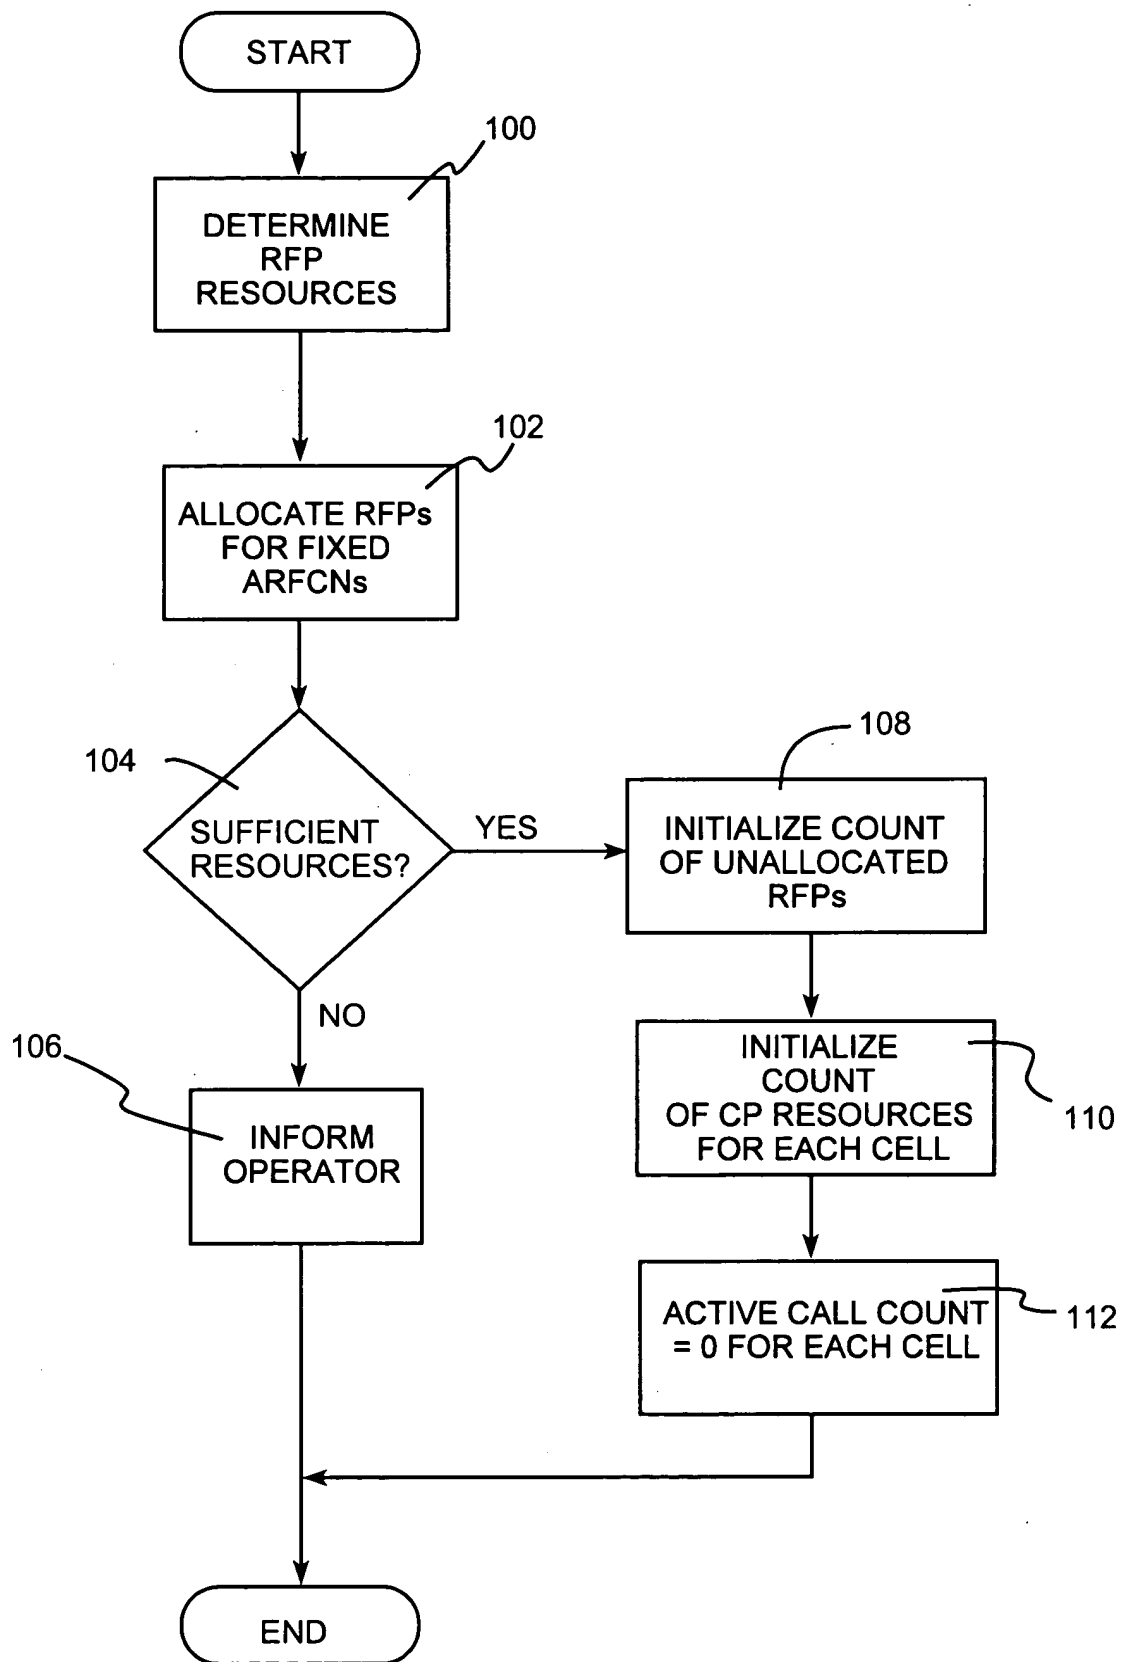 START
100
DETERMINE
RFP
RESOURCES
102
ALLOCATE RFPs
FOR FIXED
ARFCNs
104
SUFFICIENT
RESOURCES?
YES
NO
108
INITIALIZE COUNT
OF UNALLOCATED
RFPs
106
INFORM
OPERATOR
INITIALIZE
COUNT
OF CP RESOURCES
FOR EACH CELL
110
ACTIVE CALL COUNT
= 0 FOR EACH CELL
112
END